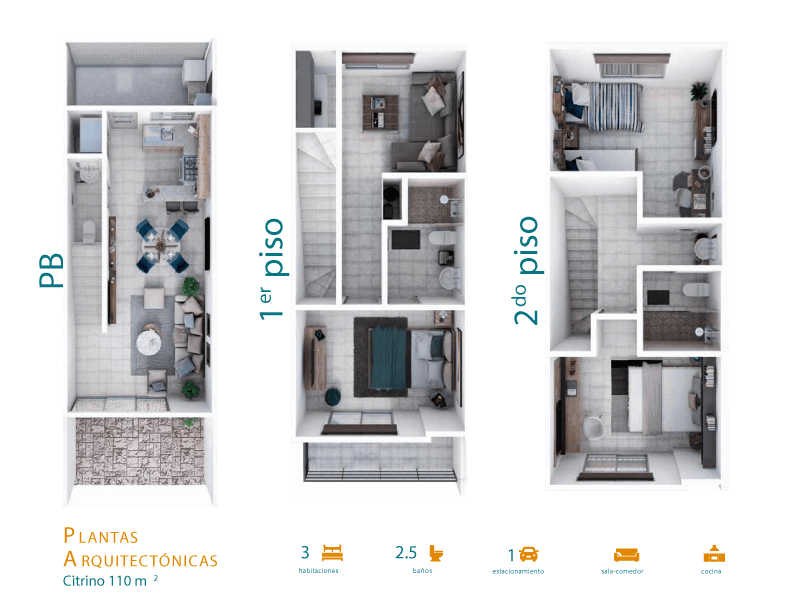 PB
1er piso
2do piso
PLANTAS
ARQUITECTÓNICAS
Citrino 110 m 2
3
habitaciones
2.5
baños
1
estacionamiento
sala-comedor
cocina